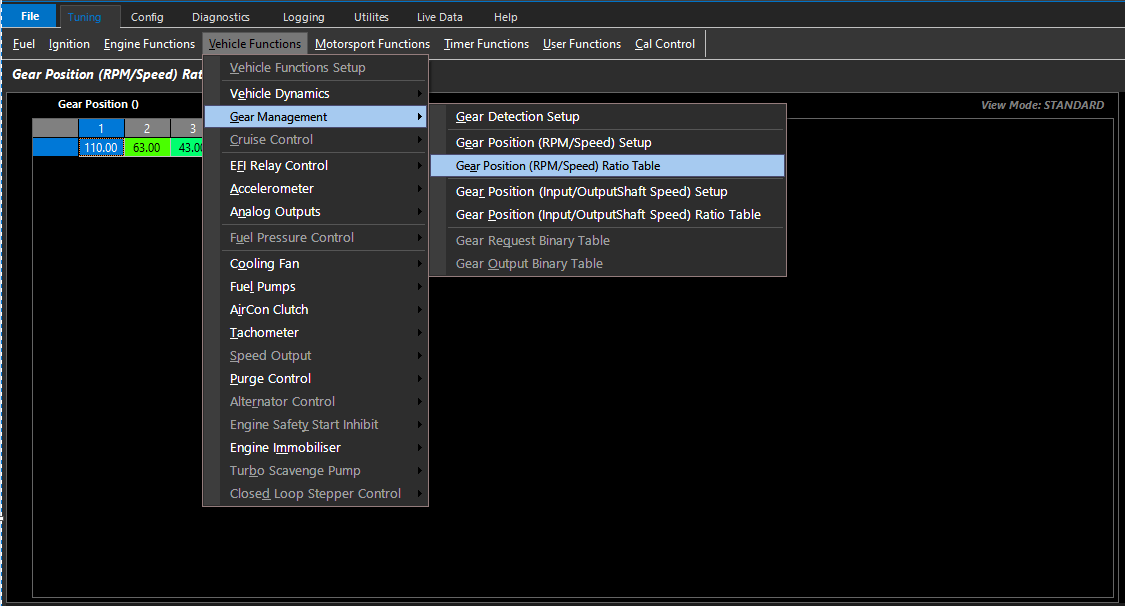 File Tuning Config Diagnostics Logging Utilites Live Data Help
Fuel Ignition Engine Functions Vehicle Functions Motorsport Functions Timer Functions User Functions Cal Control
Gear Position (RPM/Speed) Rat
Vehicle Functions Setup
Vehicle Dynamics
Gear Management
Cruise Control
EFI Relay Control
Accelerometer
Analog Outputs
Fuel Pressure Control
Cooling Fan
Fuel Pumps
AirCon Clutch
Tachometer
Speed Output
Purge Control
Alternator Control
Engine Safety Start Inhibit
Engine Immobiliser
Turbo Scavenge Pump
Closed Loop Stepper Control
Gear Detection Setup
Gear Position (RPM/Speed) Setup
Gear Position (RPM/Speed) Ratio Table
Gear Position (Input/OutputShaft Speed) Setup
Gear Position (Input/OutputShaft Speed) Ratio Table
Gear Request Binary Table
Gear Output Binary Table
Gear Position ()
View Mode: STANDARD
1 2 3
110.00 63.00 43.00